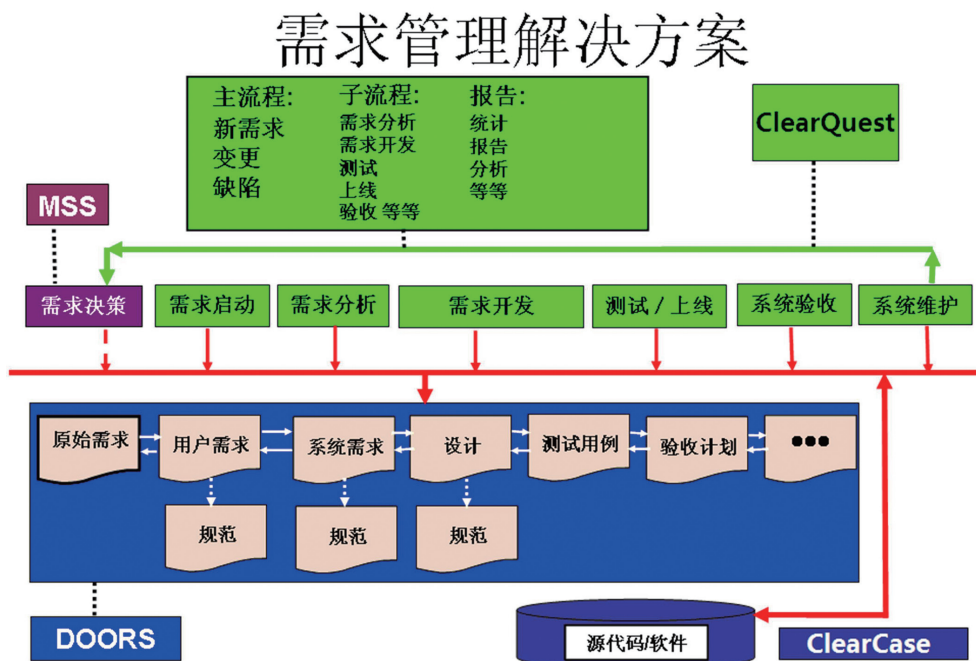 需求管理解决方案
主流程:
新需求
变更
缺陷
子流程:
需求分析
需求开发
测试
上线
验收 等等
报告:
统计
报告
分析
等等
ClearQuest
MSS
需求决策
需求启动
需求分析
需求开发
测试 / 上线
系统验收
系统维护
原始需求
用户需求
系统需求
设计
测试用例
验收计划
●●●
规范
规范
规范
DOORS
源代码/软件
ClearCase